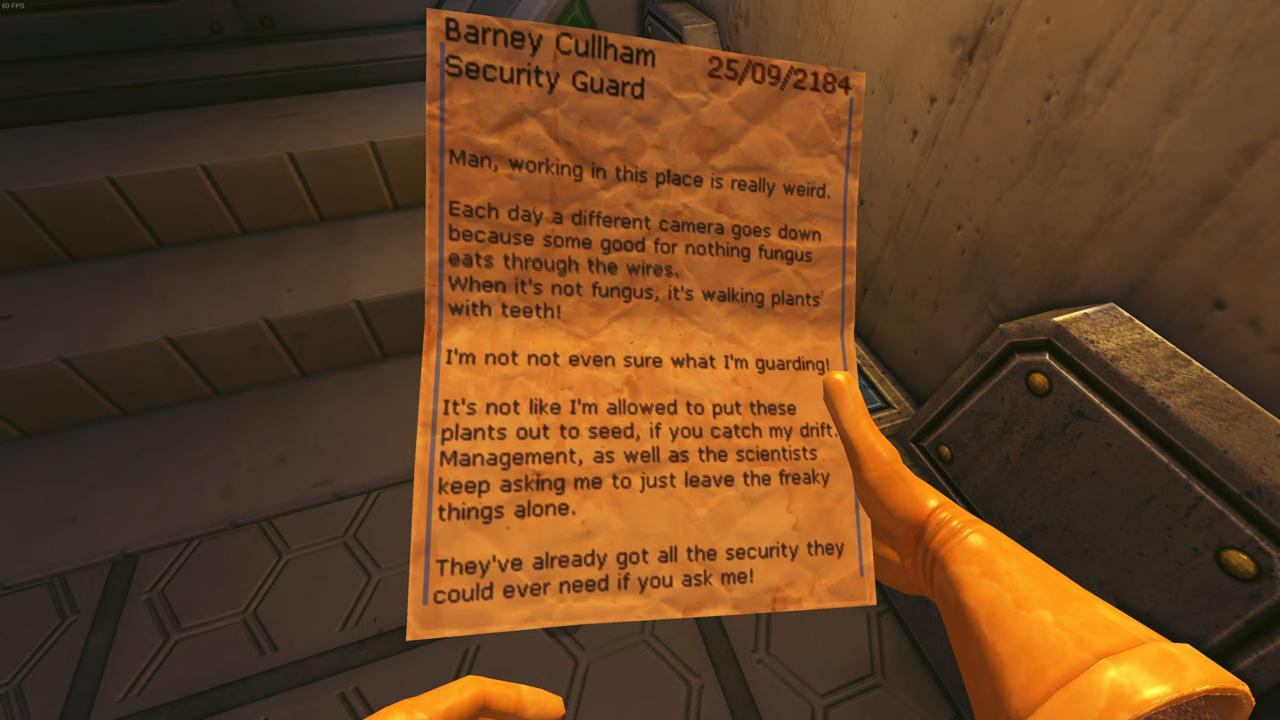 60 FPS
Barney Cullham
Security Guard
25/09/2184
Man, working in this place is really weird.
Each day a different camera goes down
because some good for nothing fungus
eats through the wires.
When it's not fungus, it's walking plants
with teeth!
I'm not not even sure what I'm guarding!
It's not like I'm allowed to put these
plants out to seed, if you catch my drift.
Management, as well as the scientists
keep asking me to just leave the freaky
things alone.
They've already got all the security they
could ever need if you ask me!